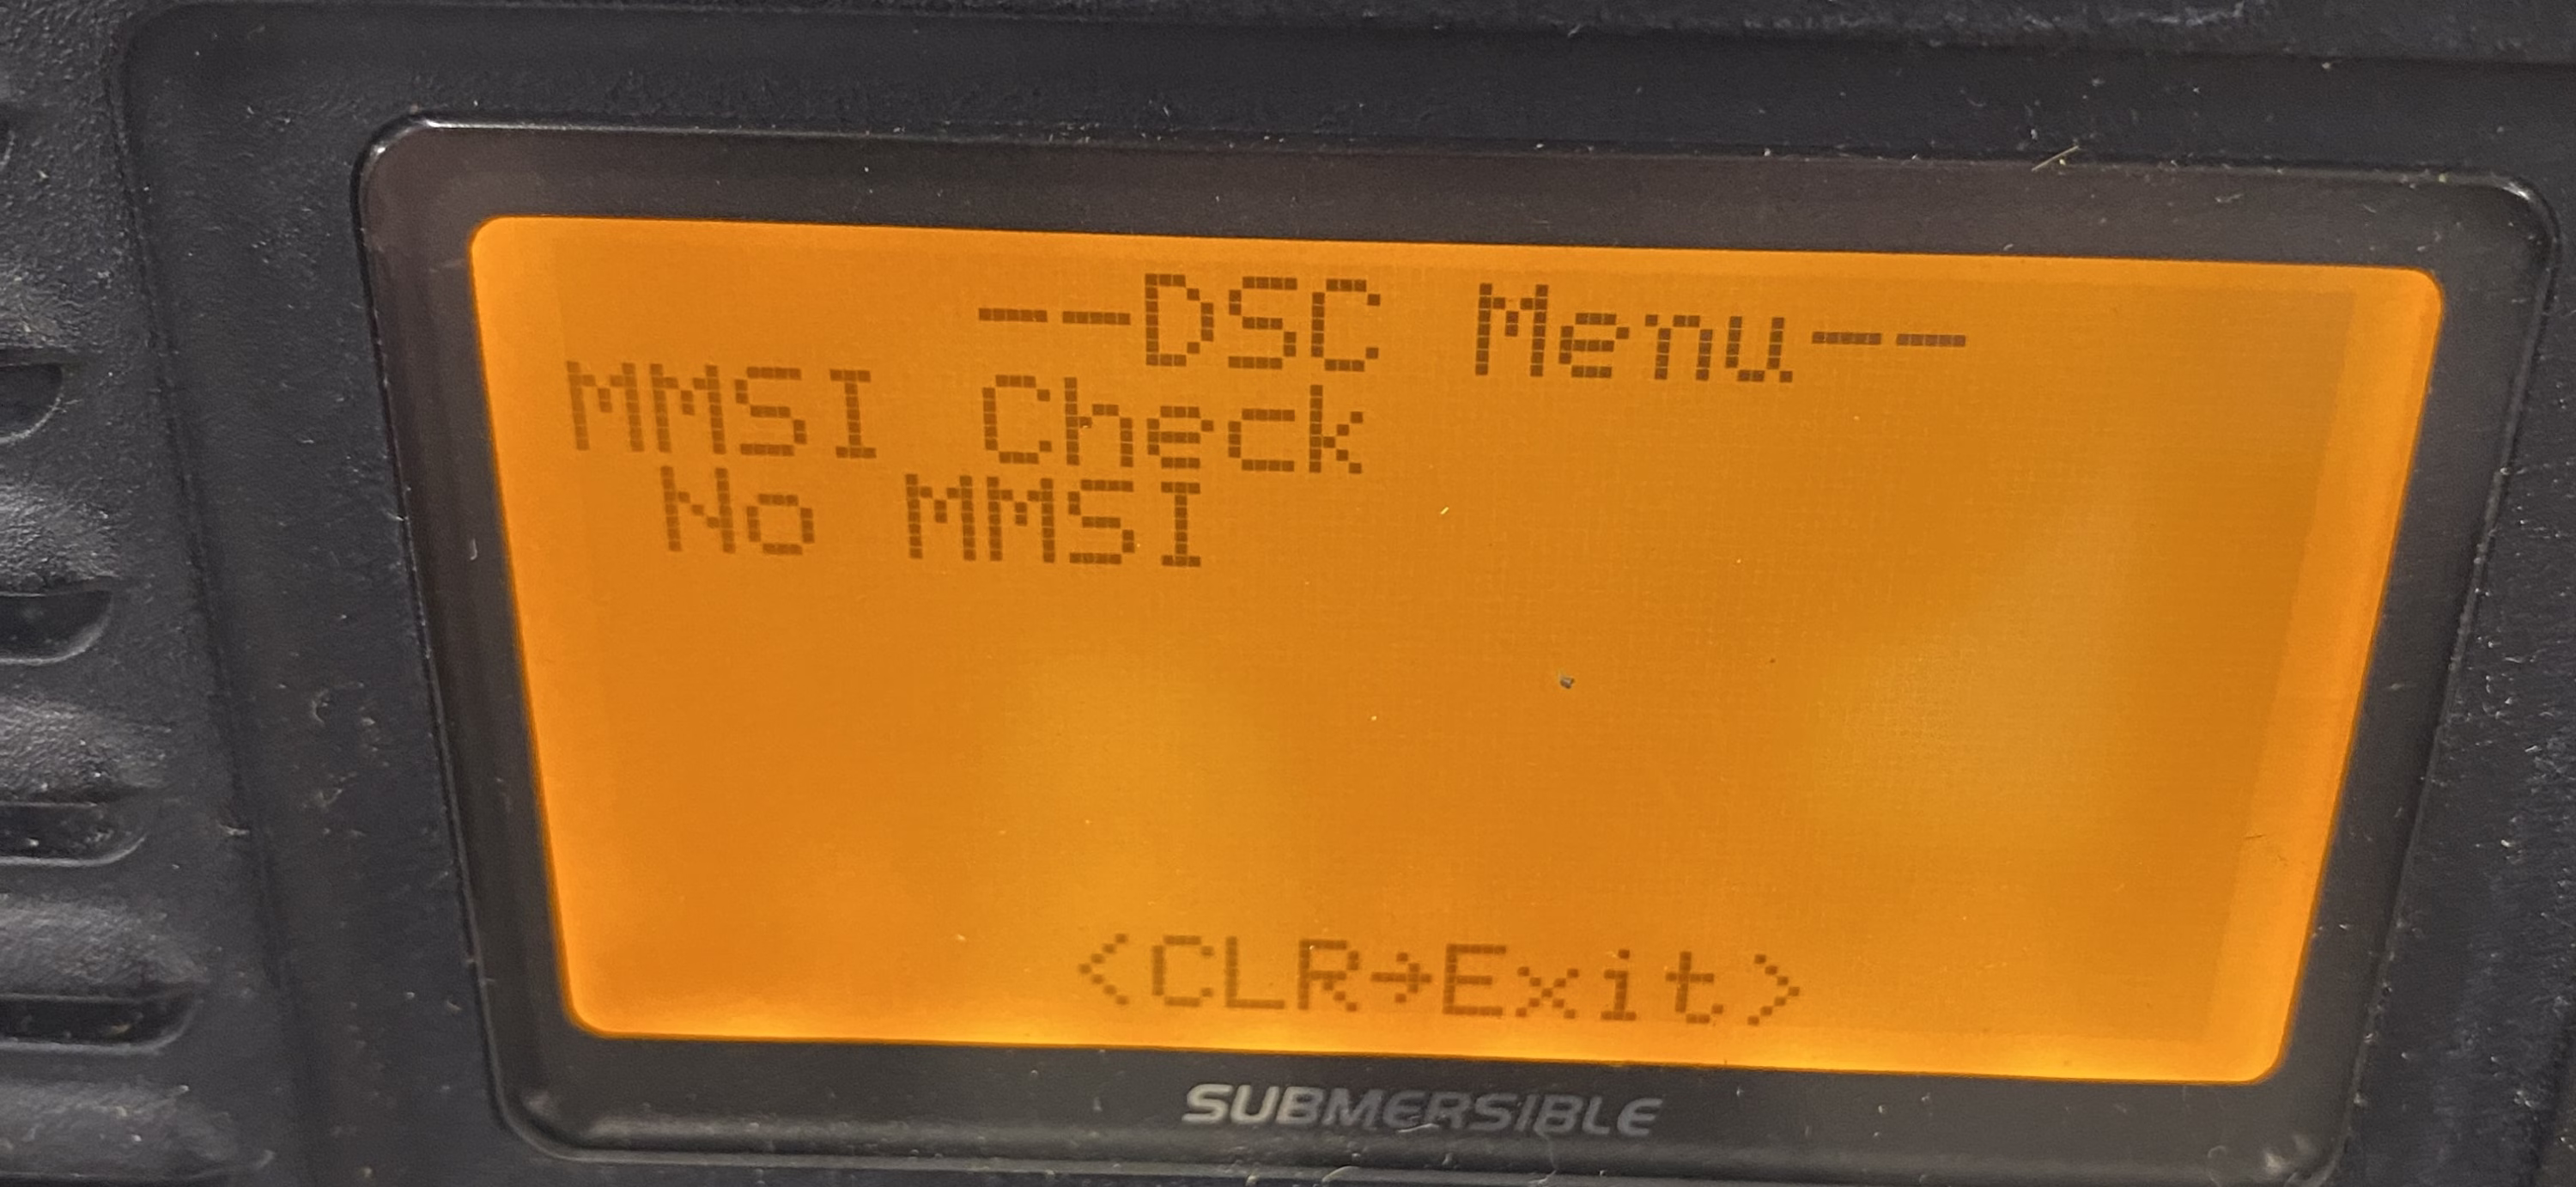 --DSC Menu--
MMSI Check
No MMSI
<CLR→Exit>
SUBMERSIBLE